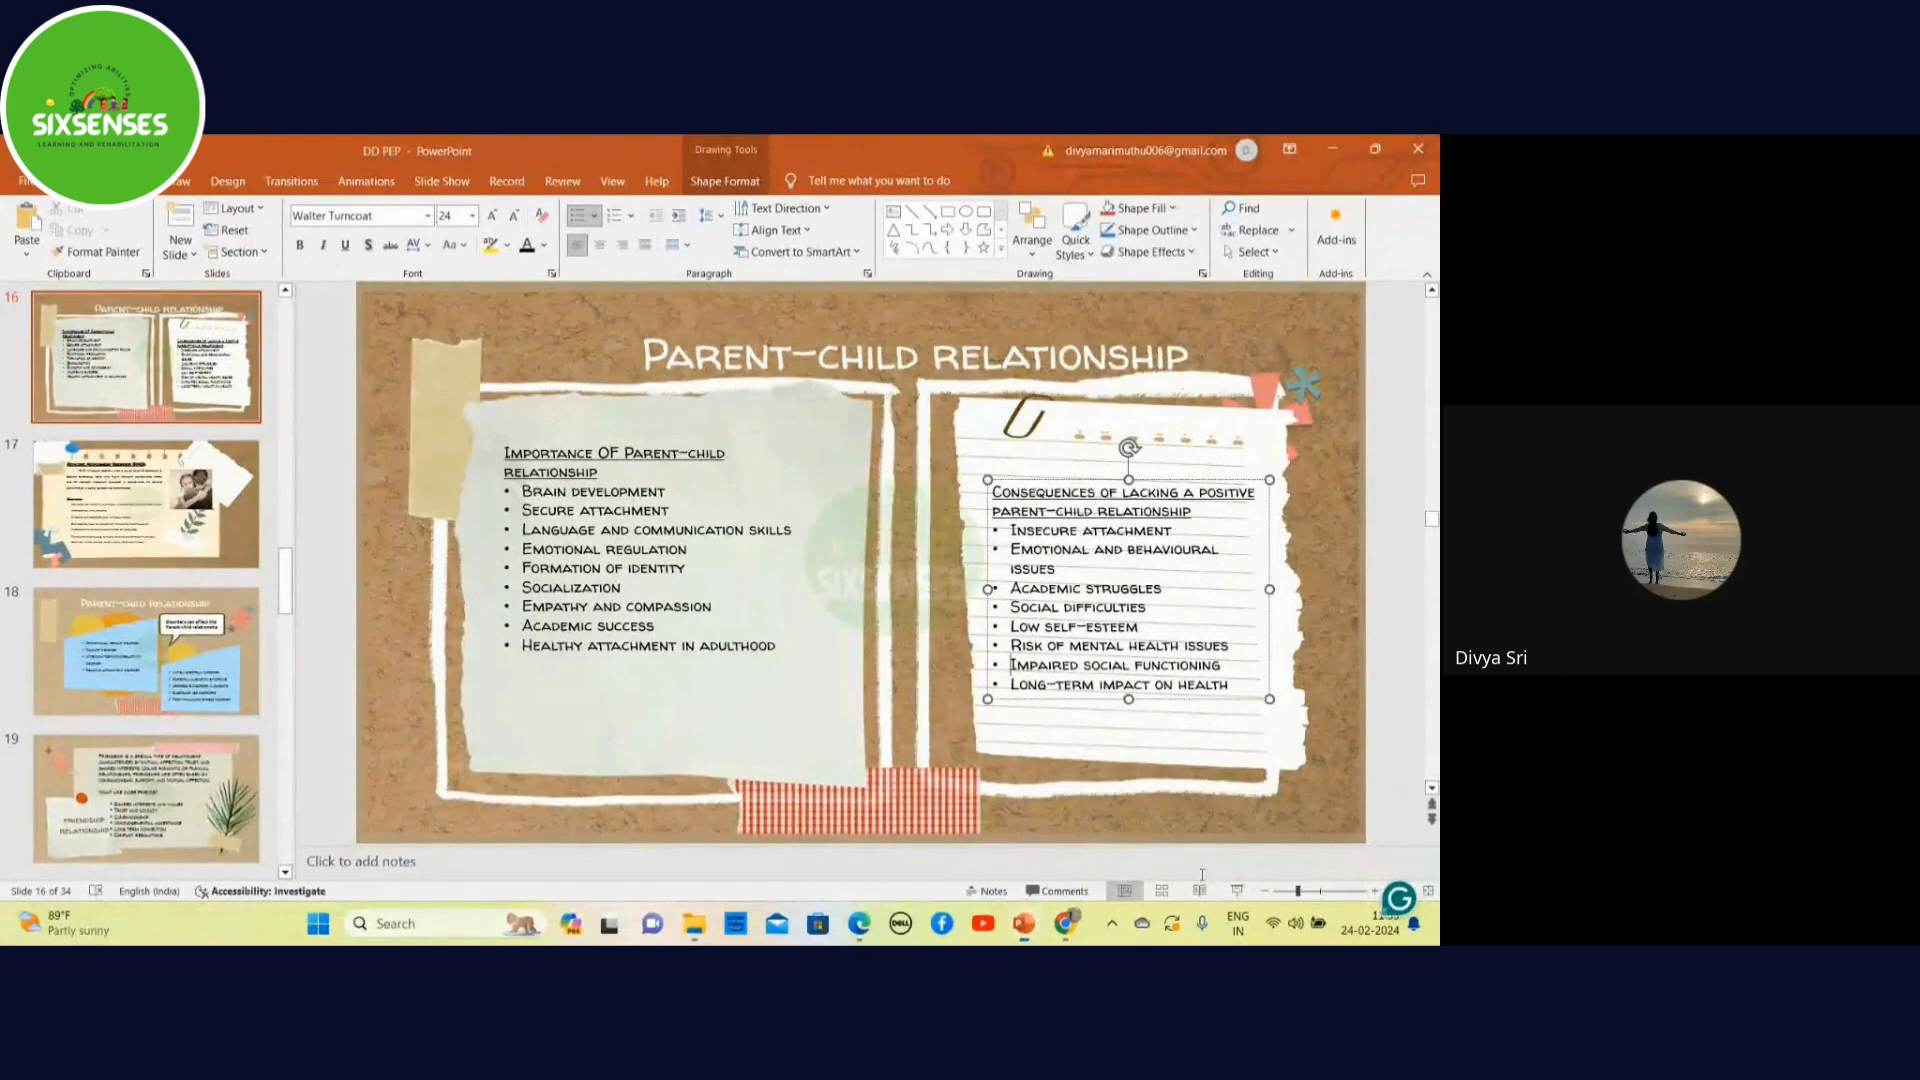 OPTIMIZING ABILITIES
SIXSENSES
LEARNING AND REHABILITATION
DD PEP - PowerPoint
Drawing Tools
divyamarimuthu006@gmail.com
D
Design
Transitions
Animations
Slide Show
Record
Review
View
Help
Shape Format
Tell me what you want to do
Paste
Copy
Format Painter
Clipboard
New
Slide
Layout
Reset
Section
Slides
Walter Turncoat
24
Font
Paragraph
Text Direction
Align Text
Convert to SmartArt
Arrange
Quick
Styles
Shape Fill
Shape Outline
Shape Effects
Drawing
Find
Replace
Select
Editing
Add-ins
Add-ins
16
17
18
19
PARENT-CHILD RELATIONSHIP
IMPORTANCE OF PARENT-CHILD
RELATIONSHIP
• BRAIN DEVELOPMENT
• SECURE ATTACHMENT
• LANGUAGE AND COMMUNICATION SKILLS
• EMOTIONAL REGULATION
• FORMATION OF IDENTITY
• SOCIALIZATION
• EMPATHY AND COMPASSION
• ACADEMIC SUCCESS
• HEALTHY ATTACHMENT IN ADULTHOOD
CONSEQUENCES OF LACKING A POSITIVE
PARENT-CHILD RELATIONSHIP
• INSECURE ATTACHMENT
• EMOTIONAL AND BEHAVIOURAL
ISSUES
• ACADEMIC STRUGGLES
• SOCIAL DIFFICULTIES
• LOW SELF-ESTEEM
• RISK OF MENTAL HEALTH ISSUES
• IMPAIRED SOCIAL FUNCTIONING
• LONG-TERM IMPACT ON HEALTH
Click to add notes
Slide 16 of 34
English (India)
Accessibility: Investigate
Notes
Comments
89°F
Partly sunny
Search
DELL
ENG
IN
24-02-2024
Divya Sri